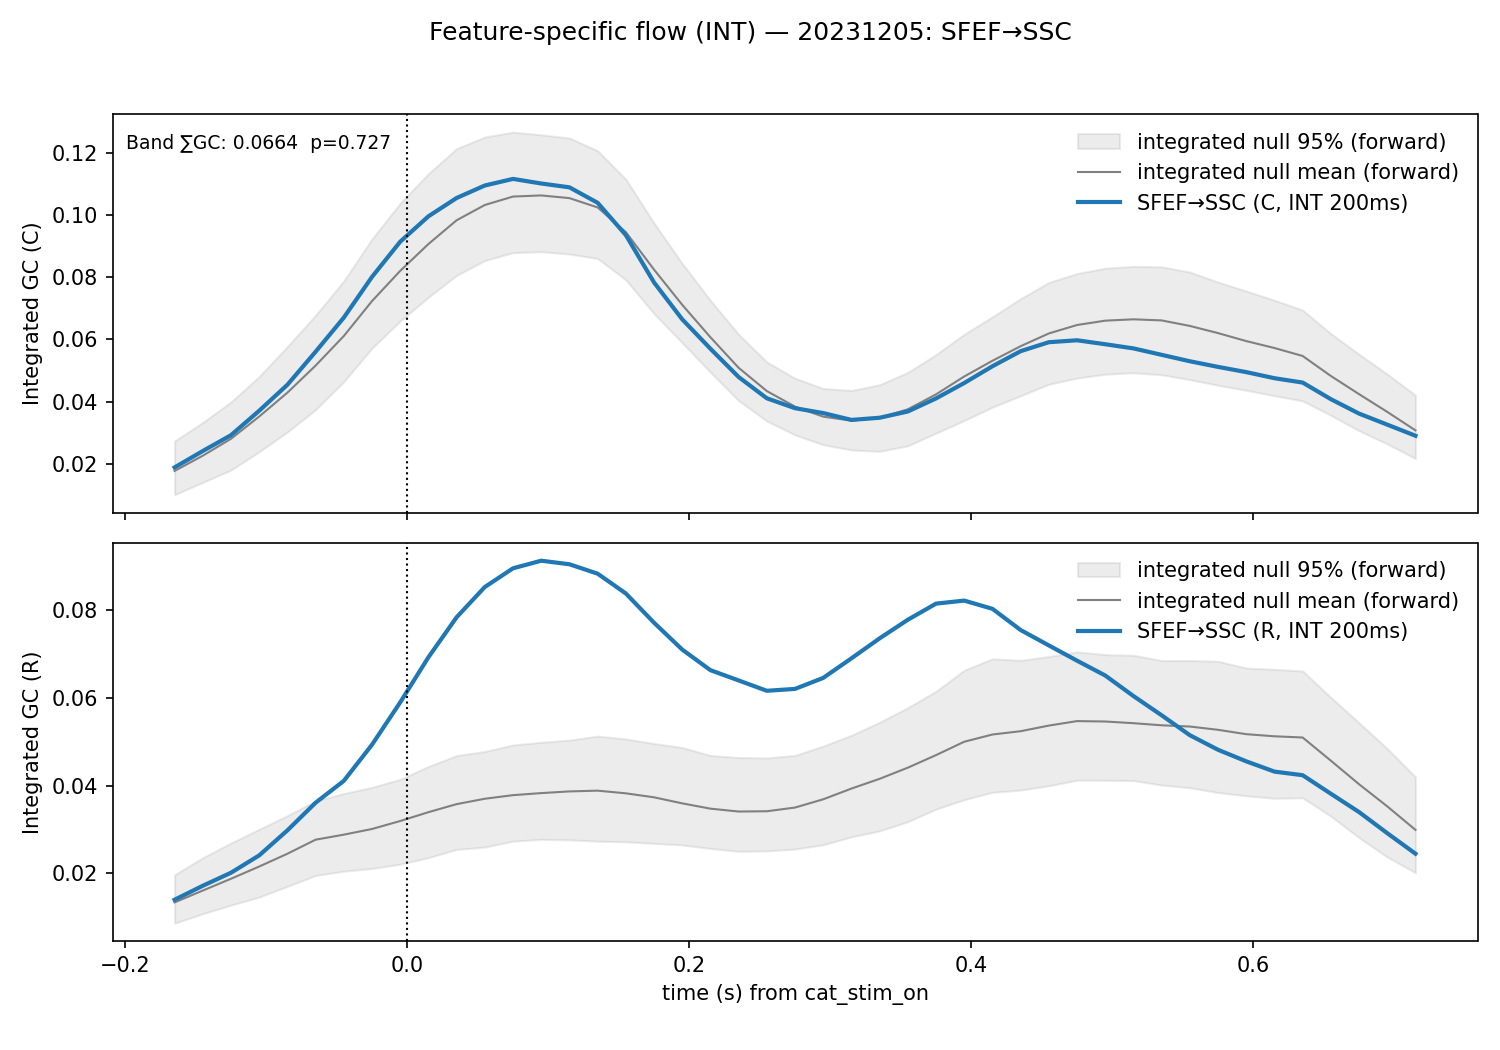 Feature-specific flow (INT) — 20231205: SFEF→SSC
Band ∑GC: 0.0664  p=0.727
integrated null 95% (forward)
integrated null mean (forward)
SFEF→SSC (C, INT 200ms)
Integrated GC (C)
0.12
0.10
0.08
0.06
0.04
0.02
integrated null 95% (forward)
integrated null mean (forward)
SFEF→SSC (R, INT 200ms)
Integrated GC (R)
0.08
0.06
0.04
0.02
−0.2
0.0
0.2
0.4
0.6
time (s) from cat_stim_on